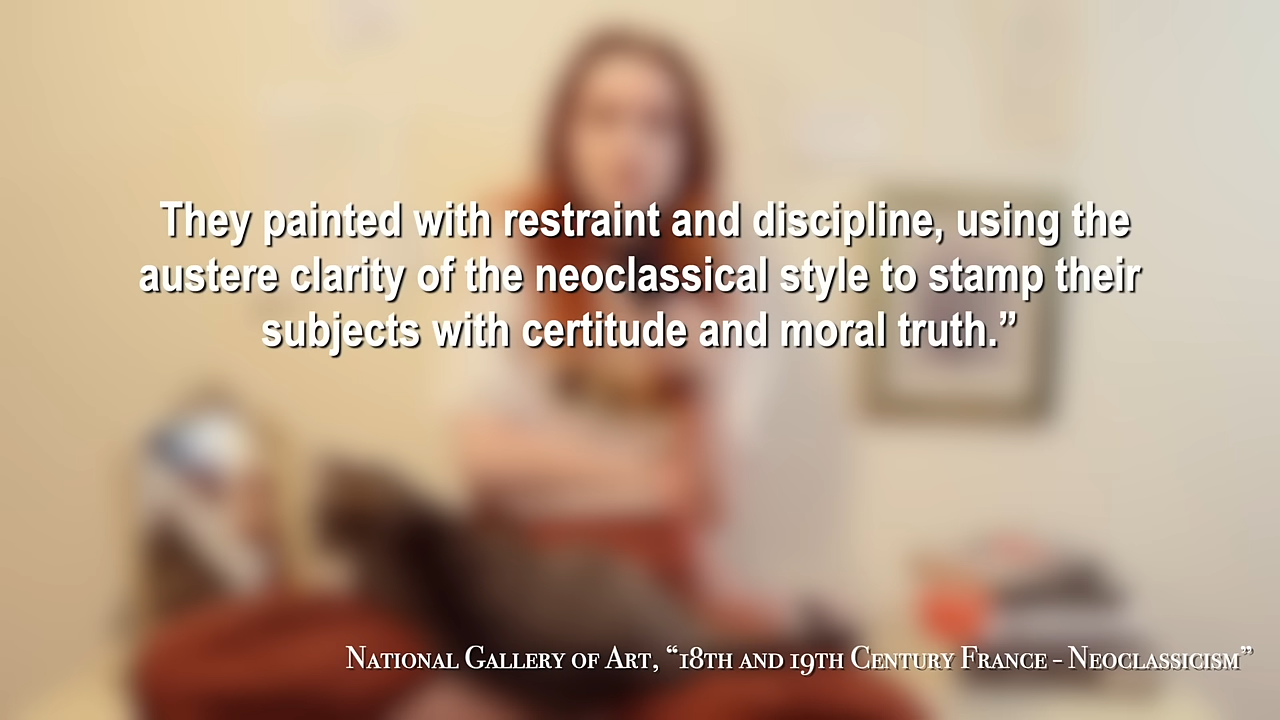 They painted with restraint and discipline, using the
austere clarity of the neoclassical style to stamp their
subjects with certitude and moral truth.”
National Gallery of Art, “18th and 19th Century France - Neoclassicism”